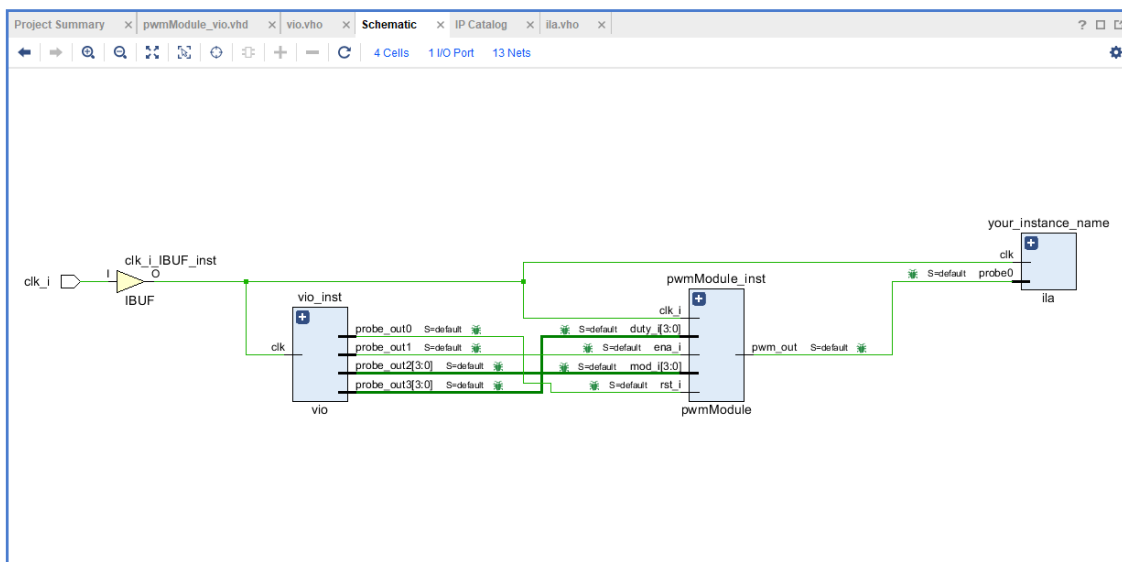 Project Summary × pwmModule_vio.vhd × vio.vho × Schematic × IP Catalog × ila.vho × ?
4 Cells 1 I/O Port 13 Nets
your_instance_name
clk
S=default probe0
ila
clk_i_IBUF_inst
clk_i I O
IBUF
pwmModule_inst
clk_i
S=default duty_i[3:0]
S=default ena_i
S=default mod_i[3:0]
S=default rst_i
pwm_out S=default
pwmModule
vio_inst
probe_out0 S=default
clk probe_out1 S=default
probe_out2[3:0] S=default
probe_out3[3:0] S=default
vio